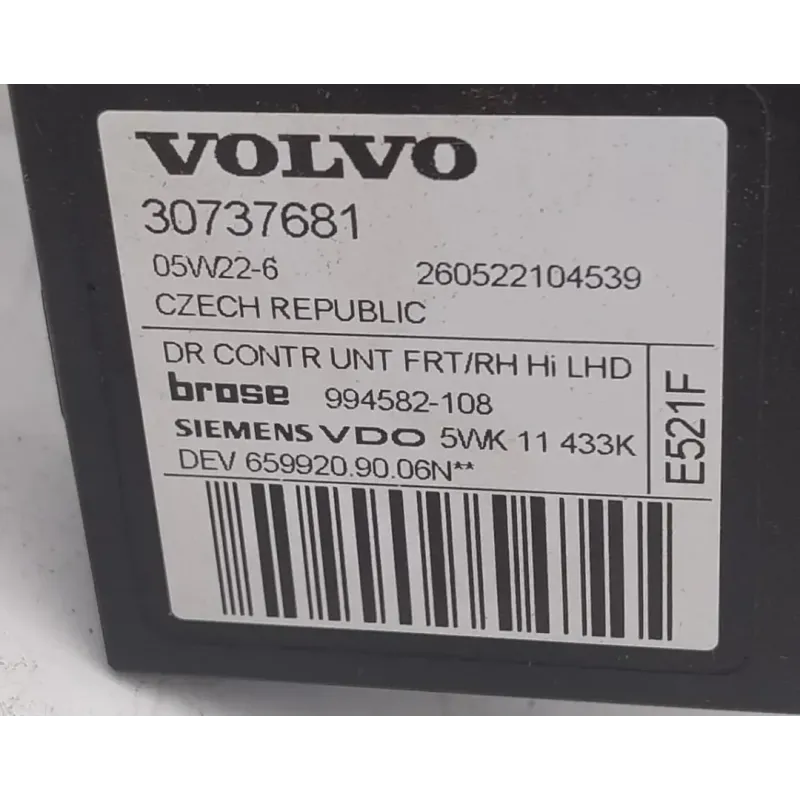 VOLVO
30737681
05W22-6 260522104539
CZECH REPUBLIC
DR CONTR UNT FRT/RH Hi LHD
brose 994582-108
SIEMENS VDO 5WK 11 433K
DEV 659920.90.06N**
E521F